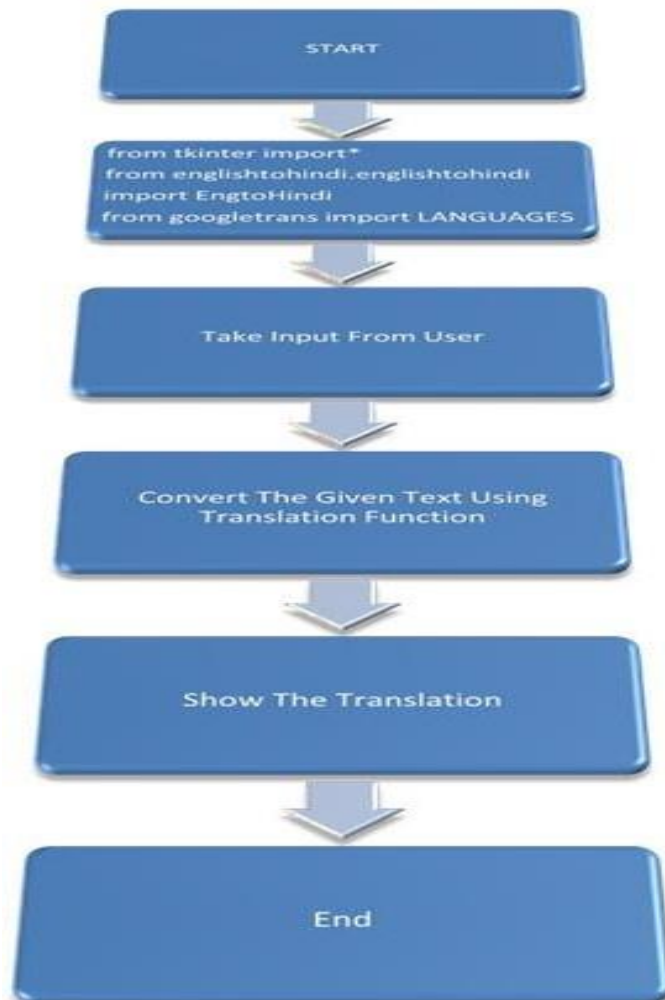 START
from tkinter import*
from englishtohindi.englishtohindi
import EngtoHindi
from googletrans import LANGUAGES
Take Input From User
Convert The Given Text Using
Translation Function
Show The Translation
End